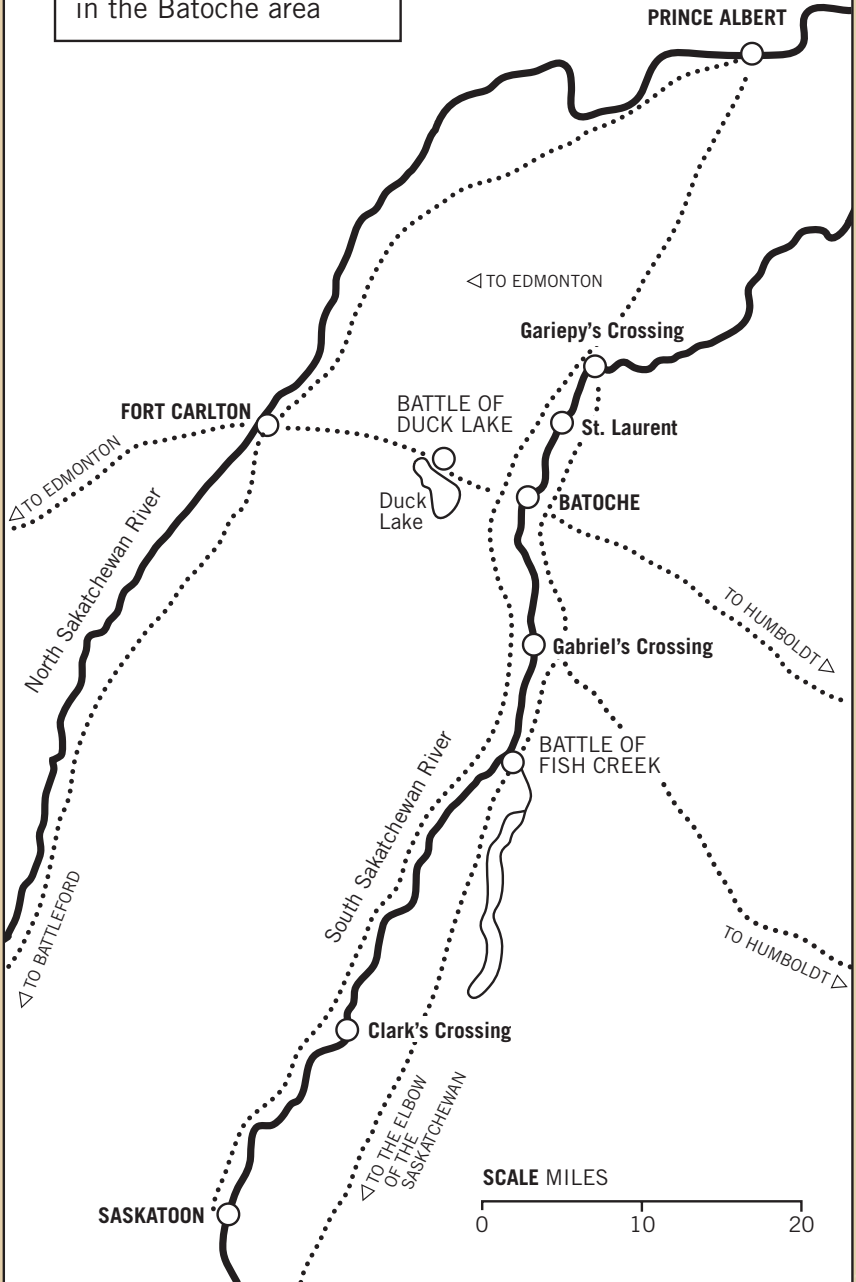 in the Batoche area
PRINCE ALBERT
◁ TO EDMONTON
Gariepy's Crossing
FORT CARLTON
BATTLE OF
DUCK LAKE
St. Laurent
◁ TO EDMONTON
Duck
Lake
BATOCHE
North Sakatchewan River
TO HUMBOLDT ▷
Gabriel's Crossing
BATTLE OF
FISH CREEK
South Sakatchewan River
◁ TO BATTLEFORD
TO HUMBOLDT ▷
Clark's Crossing
◁ TO THE ELBOW
OF THE
SASKATCHEWAN
SASKATOON
SCALE MILES
0 10 20